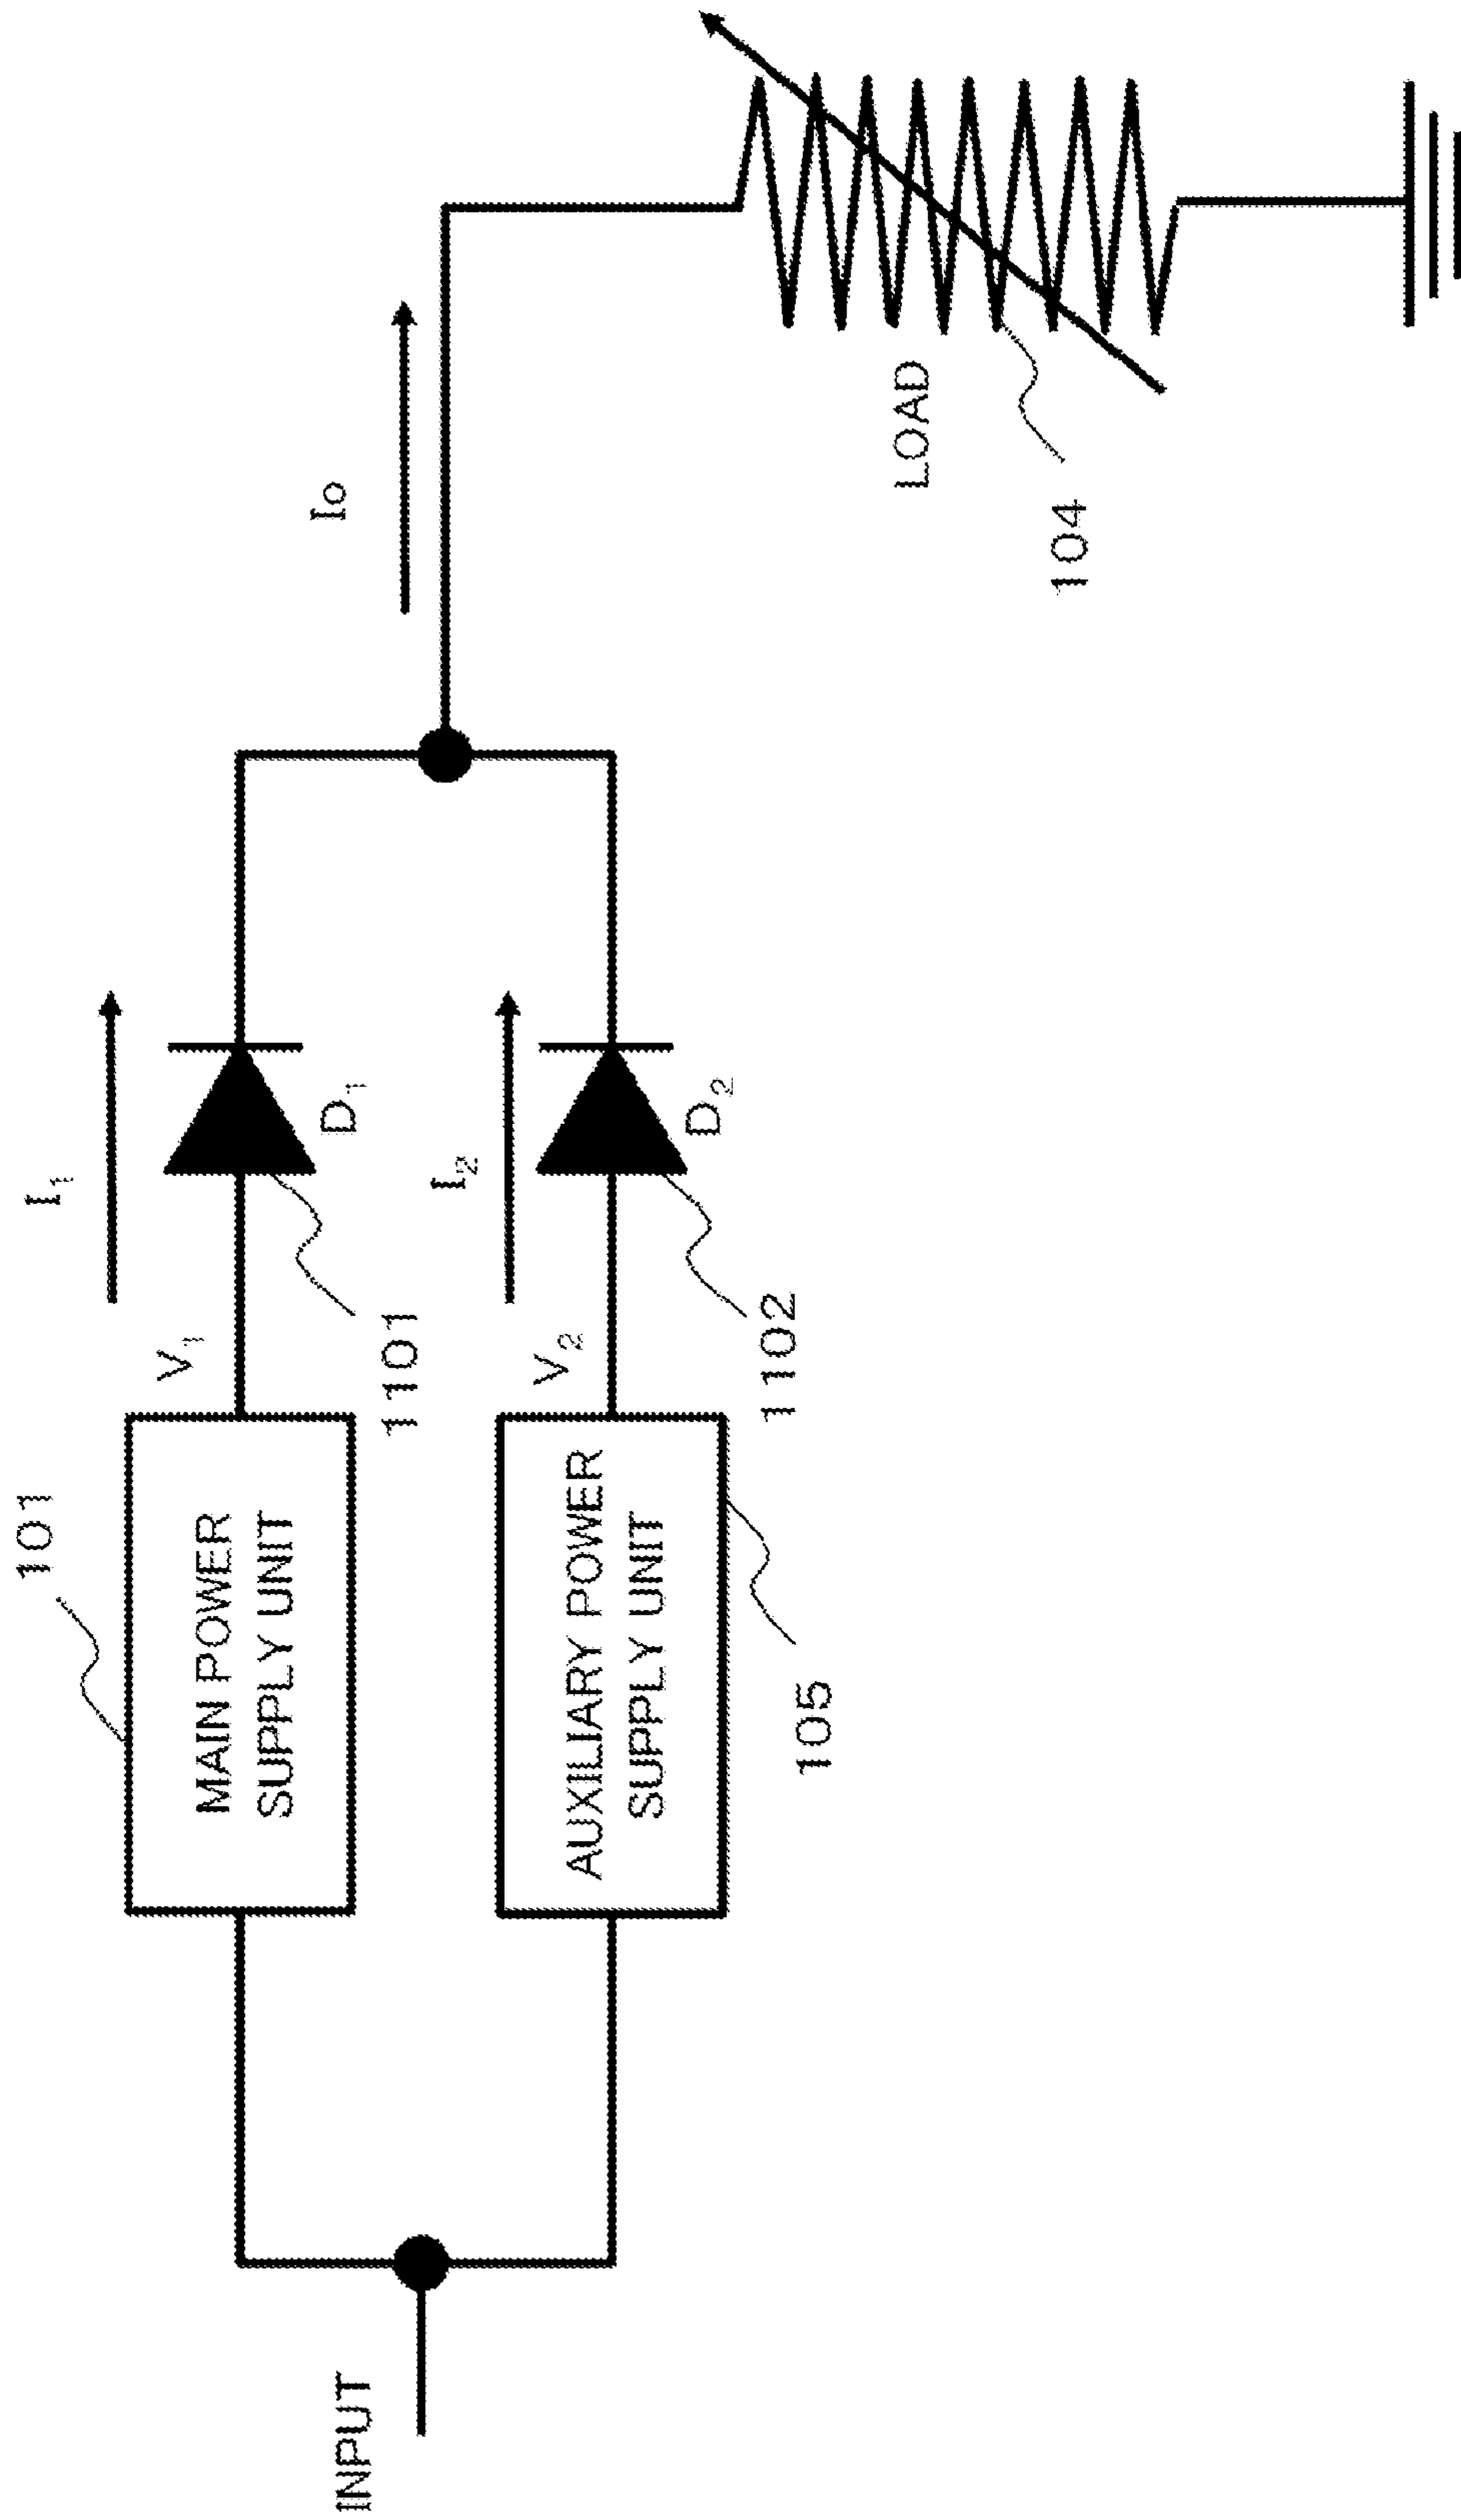 INPUT
101
MAIN POWER
SUPPLY UNIT
V₁
I₁
D₁
1101
AUXILIARY POWER
SUPPLY UNIT
105
V₂
I₂
D₂
1102
Io
LOAD
104